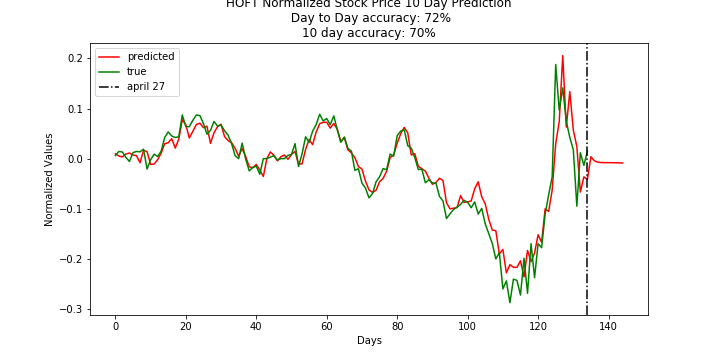 HOFT Normalized Stock Price 10 Day Prediction
Day to Day accuracy: 72%
10 day accuracy: 70%
predicted
true
april 27
Normalized Values
0.2
0.1
0.0
−0.1
−0.2
−0.3
0 20 40 60 80 100 120 140
Days